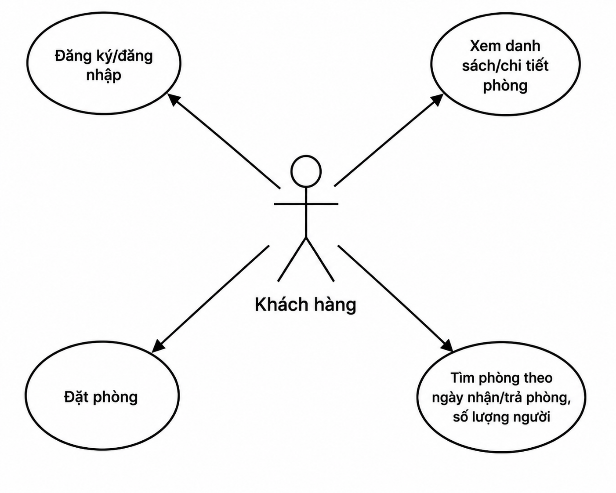 Đăng ký/đăng
nhập
Xem danh
sách/chi tiết
phòng
Khách hàng
Đặt phòng
Tìm phòng theo
ngày nhận/trả phòng,
số lượng người